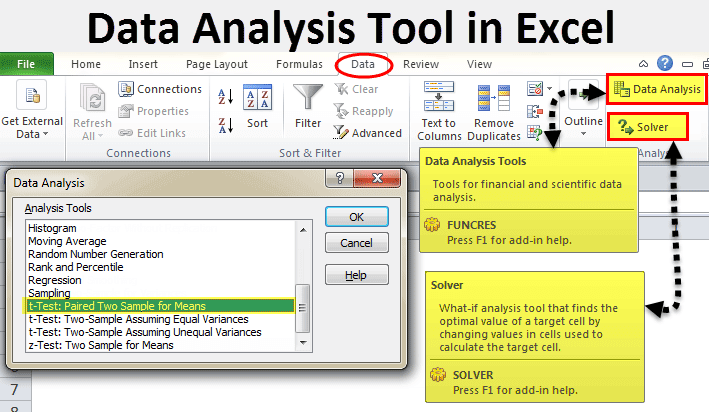 Data Analysis Tool in Excel
File Home Insert Page Layout Formulas Data Review View
Get External
Data
Refresh
All
Connections
Properties
Edit Links
Connections
A
Z
Z
A
Z A
A Z
Sort
Filter
Clear
Reapply
Advanced
Sort & Filter
Text to
Columns
Remove
Duplicates
Outline
Data Analysis
Solver
Data Analysis
Analysis Tools
Histogram
Moving Average
Random Number Generation
Rank and Percentile
Regression
Sampling
t-Test: Paired Two Sample for Means
t-Test: Two-Sample Assuming Equal Variances
t-Test: Two-Sample Assuming Unequal Variances
z-Test: Two Sample for Means
OK
Cancel
Help
Data Analysis Tools
Tools for financial and scientific data
analysis.
FUNCRES
Press F1 for add-in help.
Solver
What-if analysis tool that finds the
optimal value of a target cell by
changing values in cells used to
calculate the target cell.
SOLVER
Press F1 for add-in help.
7